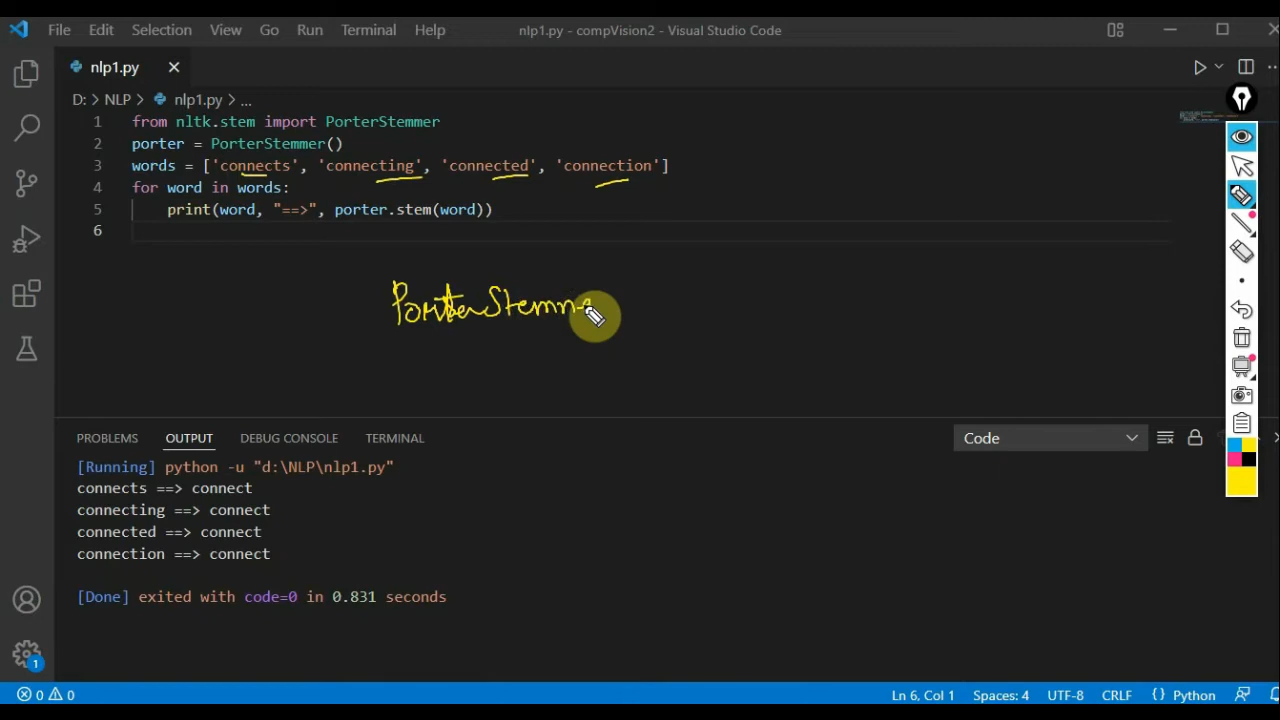 File Edit Selection View Go Run Terminal Help nlp1.py - compVision2 - Visual Studio Code
nlp1.py
D: > NLP > nlp1.py > ...
1 from nltk.stem import PorterStemmer
2 porter = PorterStemmer()
3 words = ['connects', 'connecting', 'connected', 'connection']
4 for word in words:
5 print(word, "==>", porter.stem(word))
6
PorterStemme
PROBLEMS OUTPUT DEBUG CONSOLE TERMINAL Code
[Running] python -u "d:\NLP\nlp1.py"
connects ==> connect
connecting ==> connect
connected ==> connect
connection ==> connect
[Done] exited with code=0 in 0.831 seconds
1
0 0 Ln 6, Col 1 Spaces: 4 UTF-8 CRLF {} Python